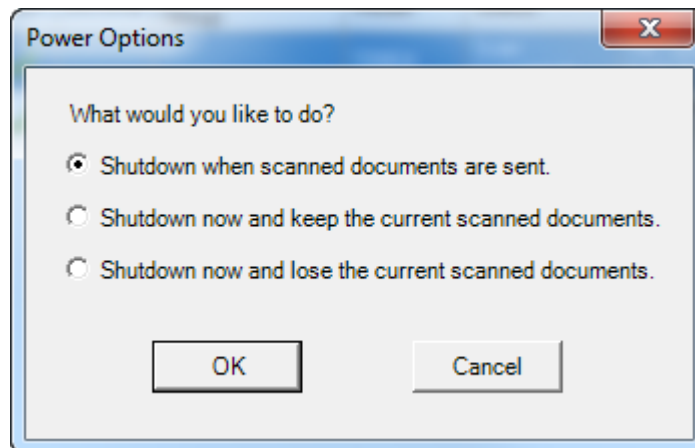 Power Options
What would you like to do?
Shutdown when scanned documents are sent.
Shutdown now and keep the current scanned documents.
Shutdown now and lose the current scanned documents.
OK
Cancel